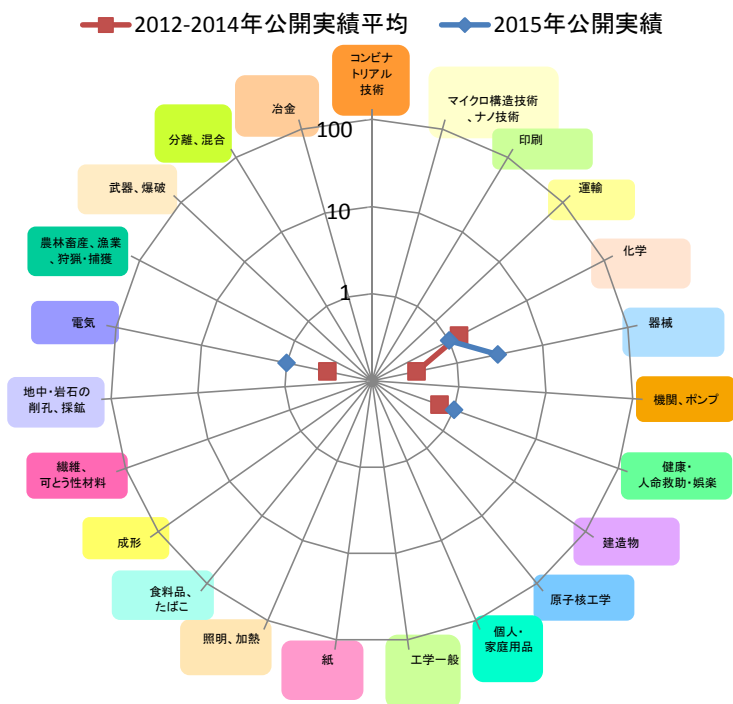 2012-2014年公開実績平均
2015年公開実績
コンビナ
トリアル
技術
マイクロ構造技術
、ナノ技術
印刷
運輸
化学
器械
機関、ポンプ
健康・
人命救助・娯楽
建造物
原子核工学
個人・
家庭用品
工学一般
紙
照明、加熱
食料品、
たばこ
成形
繊維、
可とう性材料
地中・岩石の
削孔、採鉱
電気
農林畜産、漁業
、狩猟・捕獲
武器、爆破
分離、混合
冶金
100
10
1